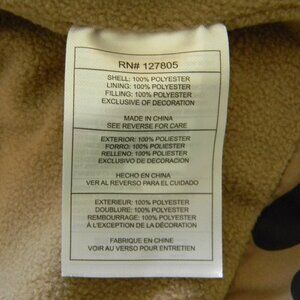 RN# 127805
SHELL: 100% POLYESTER
LINING: 100% POLYESTER
FILLING: 100% POLYESTER
EXCLUSIVE OF DECORATION
MADE IN CHINA
SEE REVERSE FOR CARE
EXTERIOR: 100% POLIESTER
FORRO: 100% POLIESTER
RELLENO: 100% POLIESTER
EXCLUSIVO DE DECORACIÓN
HECHO EN CHINA
VER AL REVERSO PARA EL CUIDADO
EXTERIEUR: 100% POLYESTER
DOUBLURE: 100% POLYESTER
REMBOURRAGE: 100% POLYESTER
À L'EXCEPTION DE LA DÉCORATION
FABRIQUE EN CHINE
VOIR AU VERSO POUR ENTRETIEN